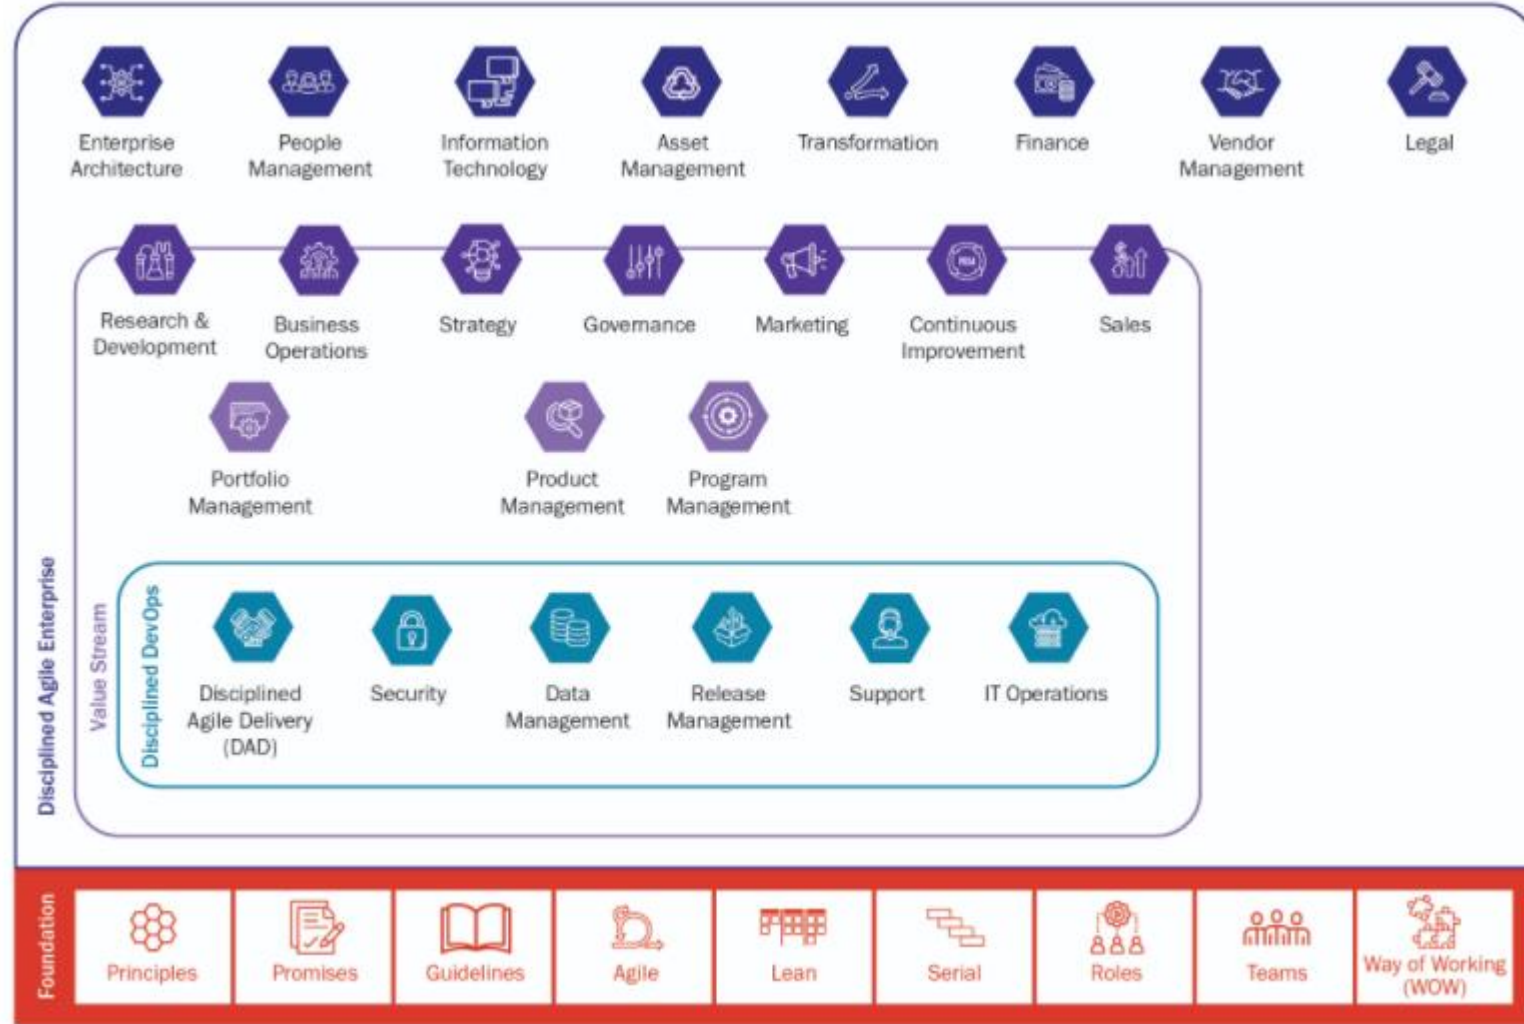 Enterprise
Architecture
People
Management
Information
Technology
Asset
Management
Transformation
Finance
Vendor
Management
Legal
Research &
Development
Business
Operations
Strategy
Governance
Marketing
Continuous
Improvement
Sales
Portfolio
Management
Product
Management
Program
Management
Disciplined Agile Enterprise
Value Stream
Disciplined DevOps
Disciplined
Agile Delivery
(DAD)
Security
Data
Management
Release
Management
Support
IT Operations
Foundation
Principles
Promises
Guidelines
Agile
Lean
Serial
Roles
Teams
Way of Working
(WOW)